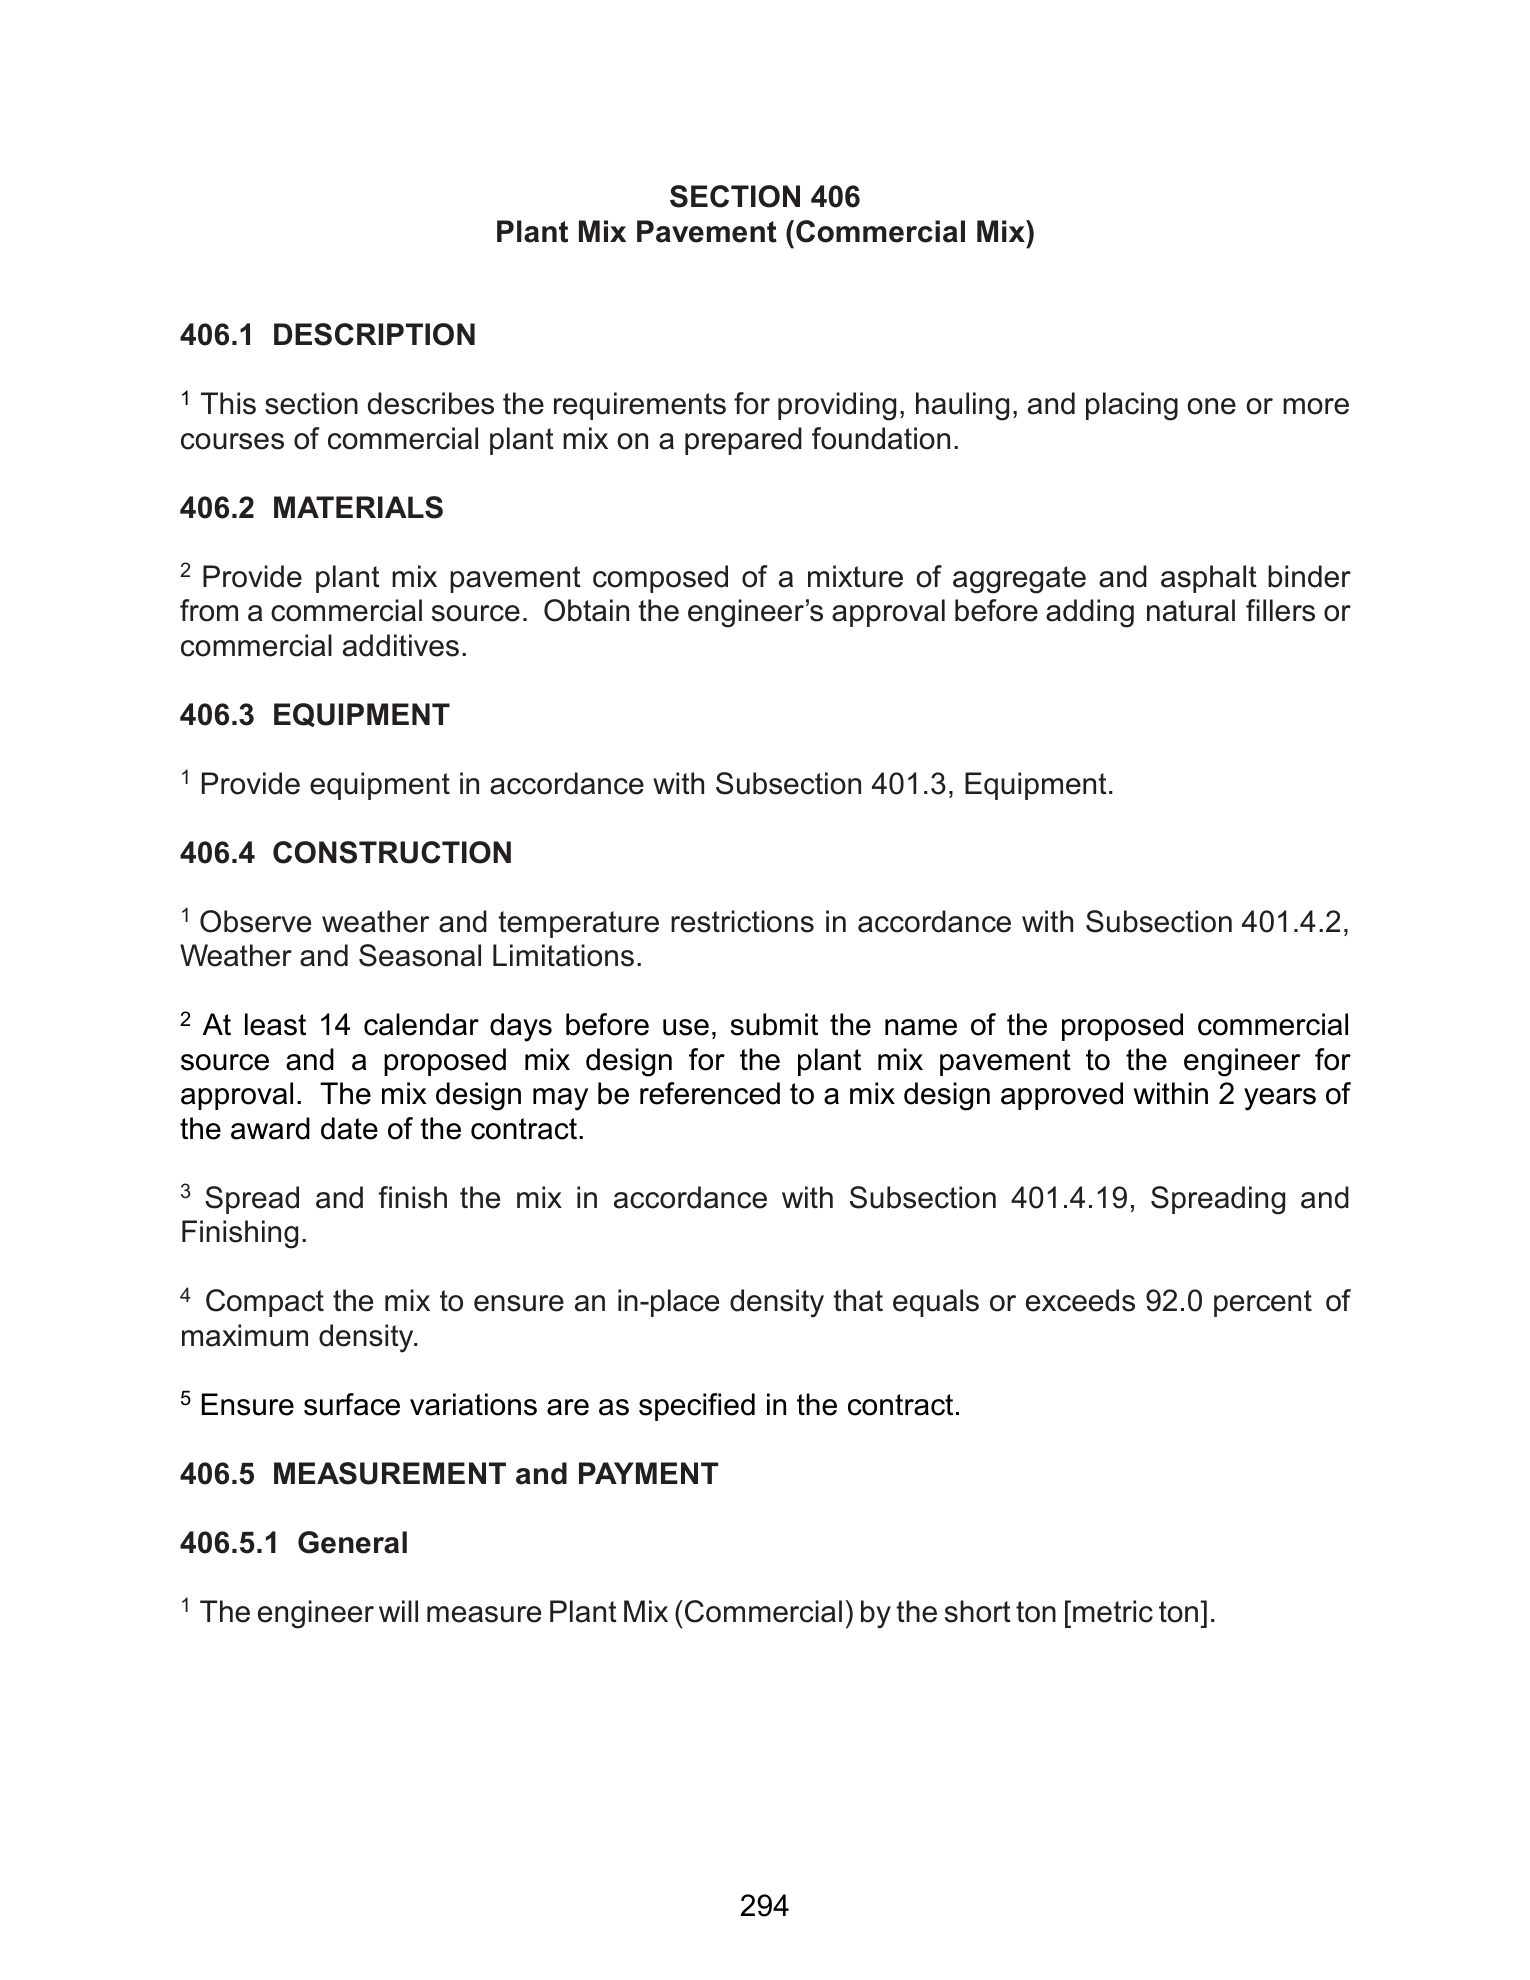 SECTION 406
Plant Mix Pavement (Commercial Mix)
406.1 DESCRIPTION
1 This section describes the requirements for providing, hauling, and placing one or more
courses of commercial plant mix on a prepared foundation.
406.2 MATERIALS
2 Provide plant mix pavement composed of a mixture of aggregate and asphalt binder
from a commercial source. Obtain the engineer’s approval before adding natural fillers or
commercial additives.
406.3 EQUIPMENT
1 Provide equipment in accordance with Subsection 401.3, Equipment.
406.4 CONSTRUCTION
1 Observe weather and temperature restrictions in accordance with Subsection 401.4.2,
Weather and Seasonal Limitations.
2 At least 14 calendar days before use, submit the name of the proposed commercial
source and a proposed mix design for the plant mix pavement to the engineer for
approval. The mix design may be referenced to a mix design approved within 2 years of
the award date of the contract.
3 Spread and finish the mix in accordance with Subsection 401.4.19, Spreading and
Finishing.
4 Compact the mix to ensure an in-place density that equals or exceeds 92.0 percent of
maximum density.
5 Ensure surface variations are as specified in the contract.
406.5 MEASUREMENT and PAYMENT
406.5.1 General
1 The engineer will measure Plant Mix (Commercial) by the short ton [metric ton].
294